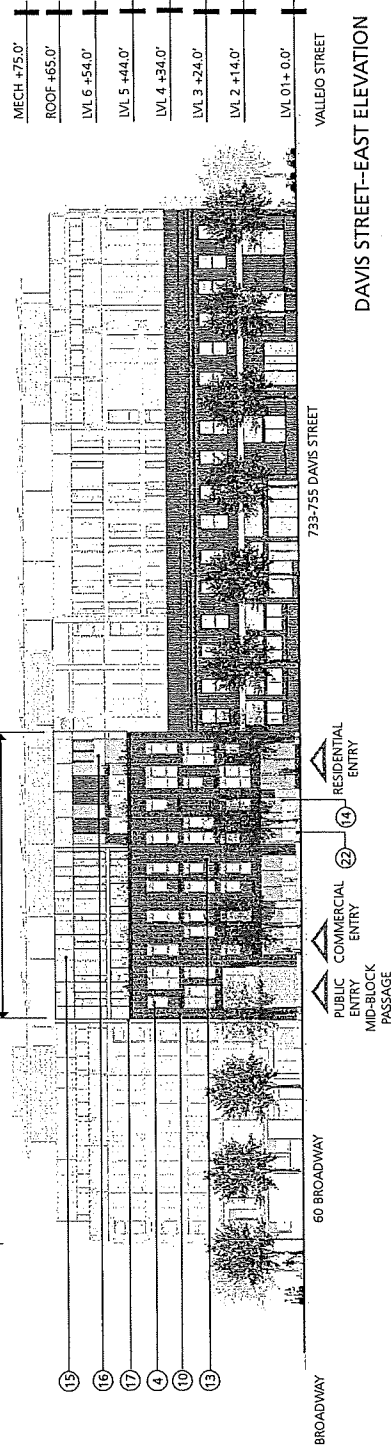 MECH +75.0'
ROOF +65.0'
LVL 6 +54.0'
LVL 5 +44.0'
LVL 4 +34.0'
LVL 3 +24.0'
LVL 2 +14.0'
LVL 01+ 0.0'
15
16
17
4
10
13
22
14
BROADWAY
60 BROADWAY
PUBLIC
ENTRY
MID-BLOCK
PASSAGE
COMMERCIAL
ENTRY
RESIDENTIAL
ENTRY
733-755 DAVIS STREET
VALLEJO STREET
DAVIS STREET--EAST ELEVATION